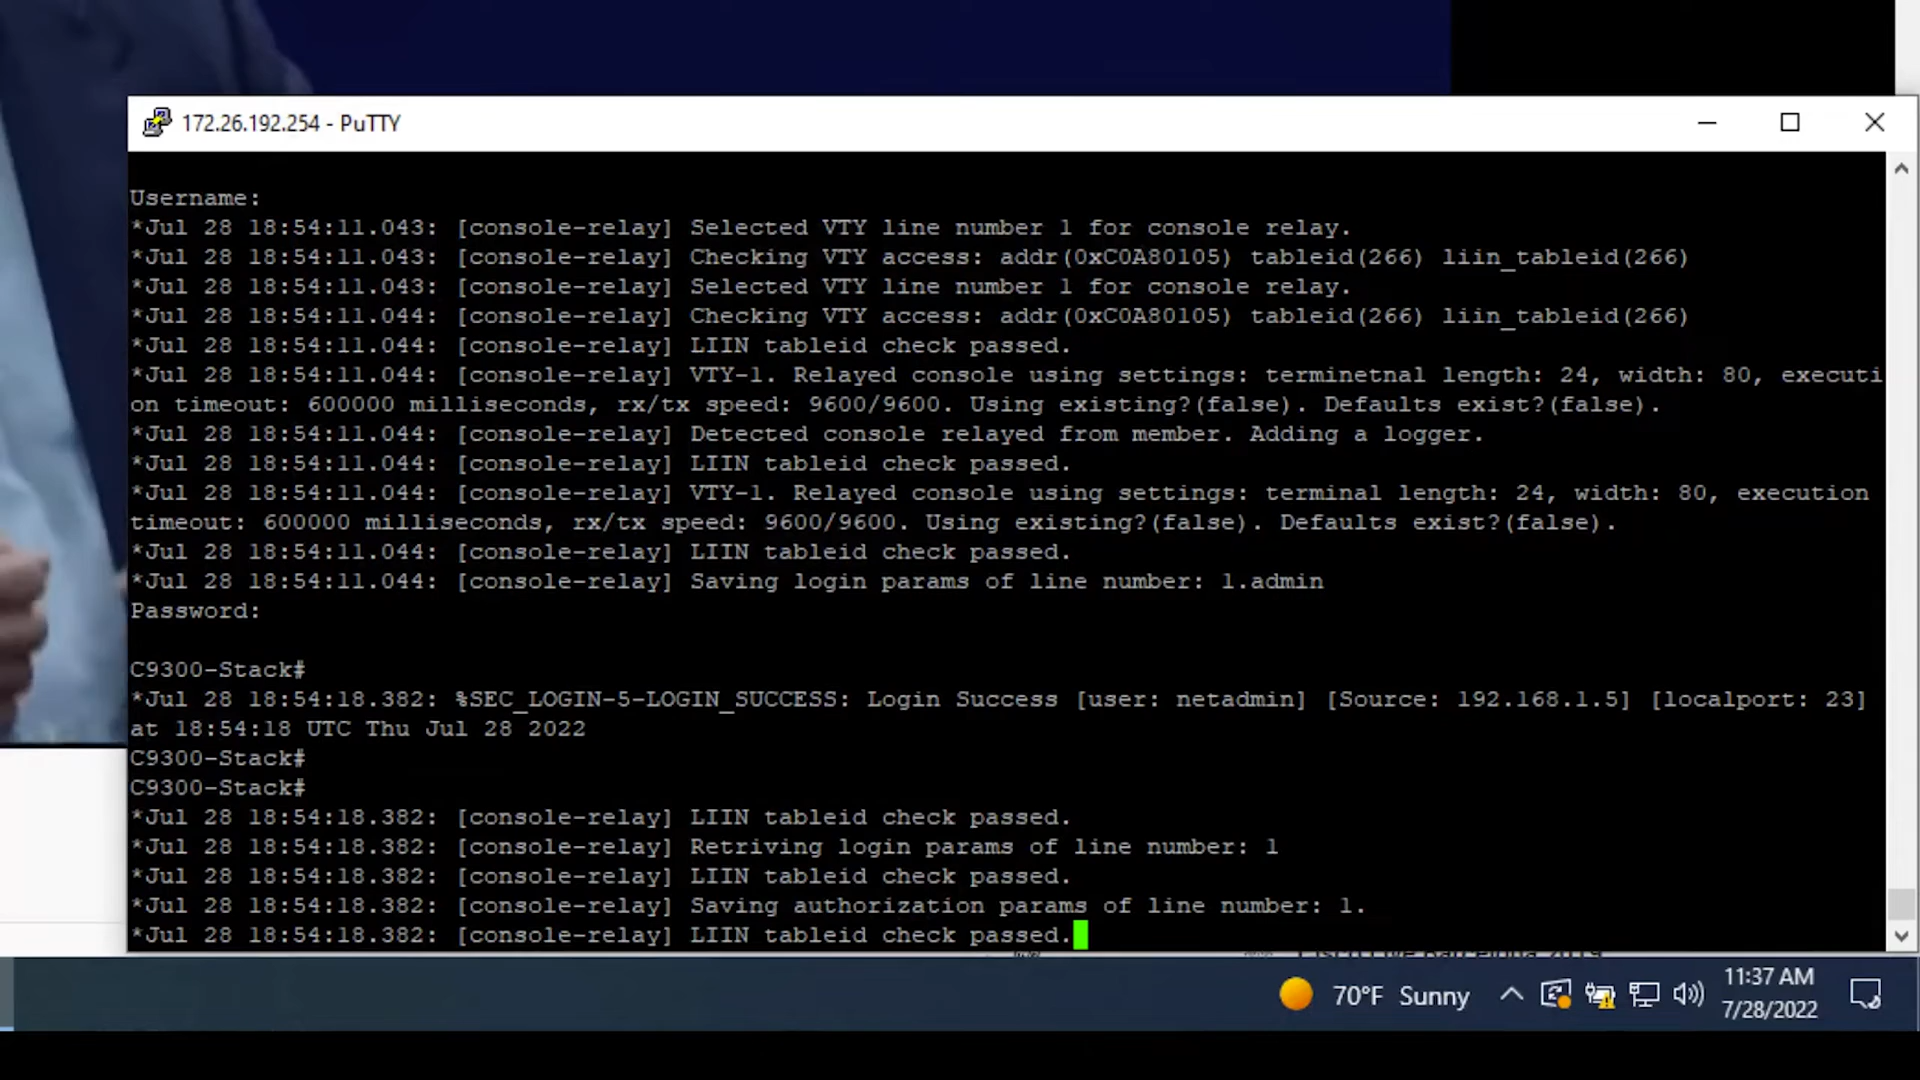 172.26.192.254 - PuTTY
Username:
*Jul 28 18:54:11.043: [console-relay] Selected VTY line number 1 for console relay.
*Jul 28 18:54:11.043: [console-relay] Checking VTY access: addr(0xC0A80105) tableid(266) liin_tableid(266)
*Jul 28 18:54:11.043: [console-relay] Selected VTY line number 1 for console relay.
*Jul 28 18:54:11.044: [console-relay] Checking VTY access: addr(0xC0A80105) tableid(266) liin_tableid(266)
*Jul 28 18:54:11.044: [console-relay] LIIN tableid check passed.
*Jul 28 18:54:11.044: [console-relay] VTY-1. Relayed console using settings: terminetnal length: 24, width: 80, executi
on timeout: 600000 milliseconds, rx/tx speed: 9600/9600. Using existing?(false). Defaults exist?(false).
*Jul 28 18:54:11.044: [console-relay] Detected console relayed from member. Adding a logger.
*Jul 28 18:54:11.044: [console-relay] LIIN tableid check passed.
*Jul 28 18:54:11.044: [console-relay] VTY-1. Relayed console using settings: terminal length: 24, width: 80, execution
timeout: 600000 milliseconds, rx/tx speed: 9600/9600. Using existing?(false). Defaults exist?(false).
*Jul 28 18:54:11.044: [console-relay] LIIN tableid check passed.
*Jul 28 18:54:11.044: [console-relay] Saving login params of line number: 1.admin
Password:
C9300-Stack#
*Jul 28 18:54:18.382: %SEC_LOGIN-5-LOGIN_SUCCESS: Login Success [user: netadmin] [Source: 192.168.1.5] [localport: 23]
at 18:54:18 UTC Thu Jul 28 2022
C9300-Stack#
C9300-Stack#
*Jul 28 18:54:18.382: [console-relay] LIIN tableid check passed.
*Jul 28 18:54:18.382: [console-relay] Retriving login params of line number: 1
*Jul 28 18:54:18.382: [console-relay] LIIN tableid check passed.
*Jul 28 18:54:18.382: [console-relay] Saving authorization params of line number: 1.
*Jul 28 18:54:18.382: [console-relay] LIIN tableid check passed.
70°F Sunny
11:37 AM
7/28/2022